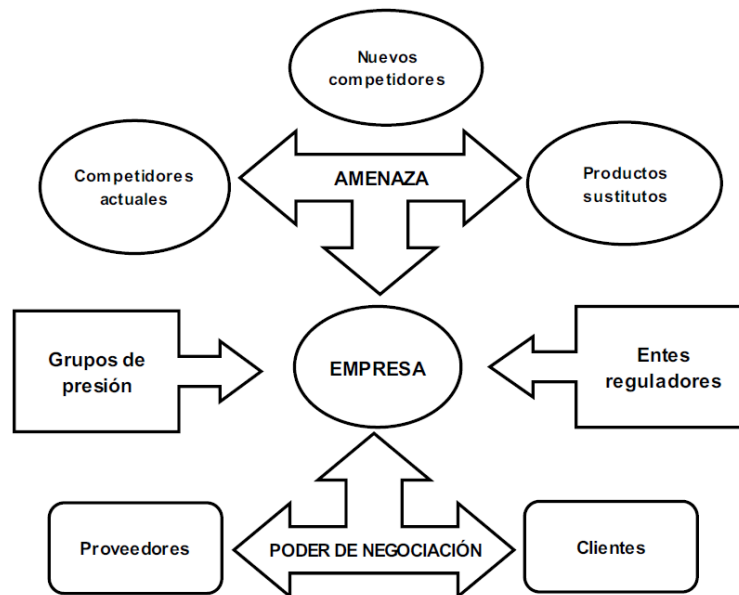 Nuevos
competidores
Competidores
actuales
AMENAZA
Productos
sustitutos
Grupos de
presión
EMPRESA
Entes
reguladores
Proveedores
PODER DE NEGOCIACIÓN
Clientes